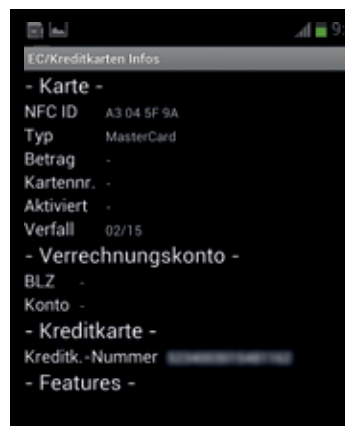 9:
EC/Kreditkarten Infos
- Karte -
NFC ID A3 04 5F 9A
Typ MasterCard
Betrag -
Kartennr. -
Aktiviert -
Verfall 02/15
- Verrechnungskonto -
BLZ -
Konto -
- Kreditkarte -
Kreditk.-Nummer
- Features -